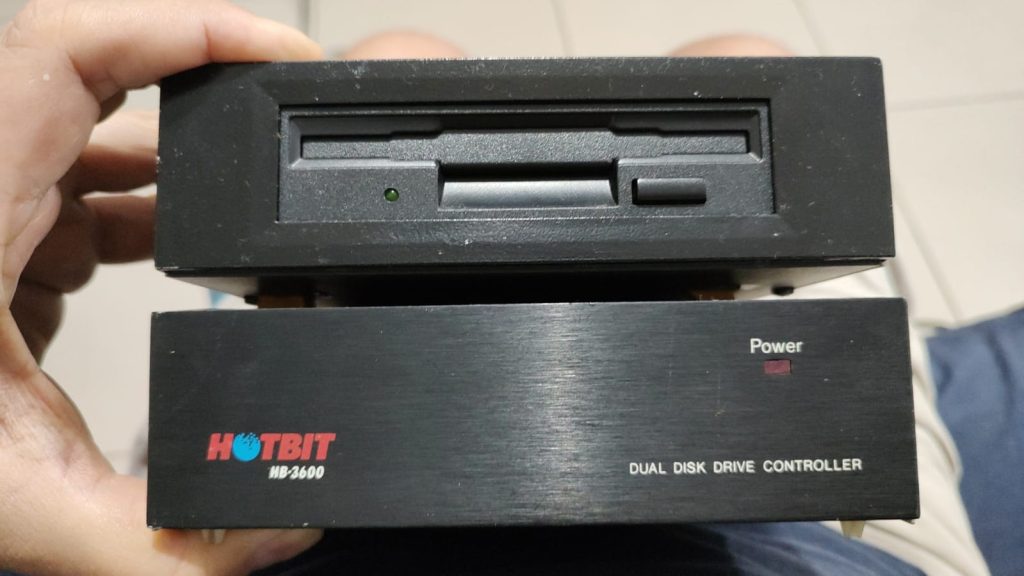 Power
HOTBIT
HB-3600
DUAL DISK DRIVE CONTROLLER